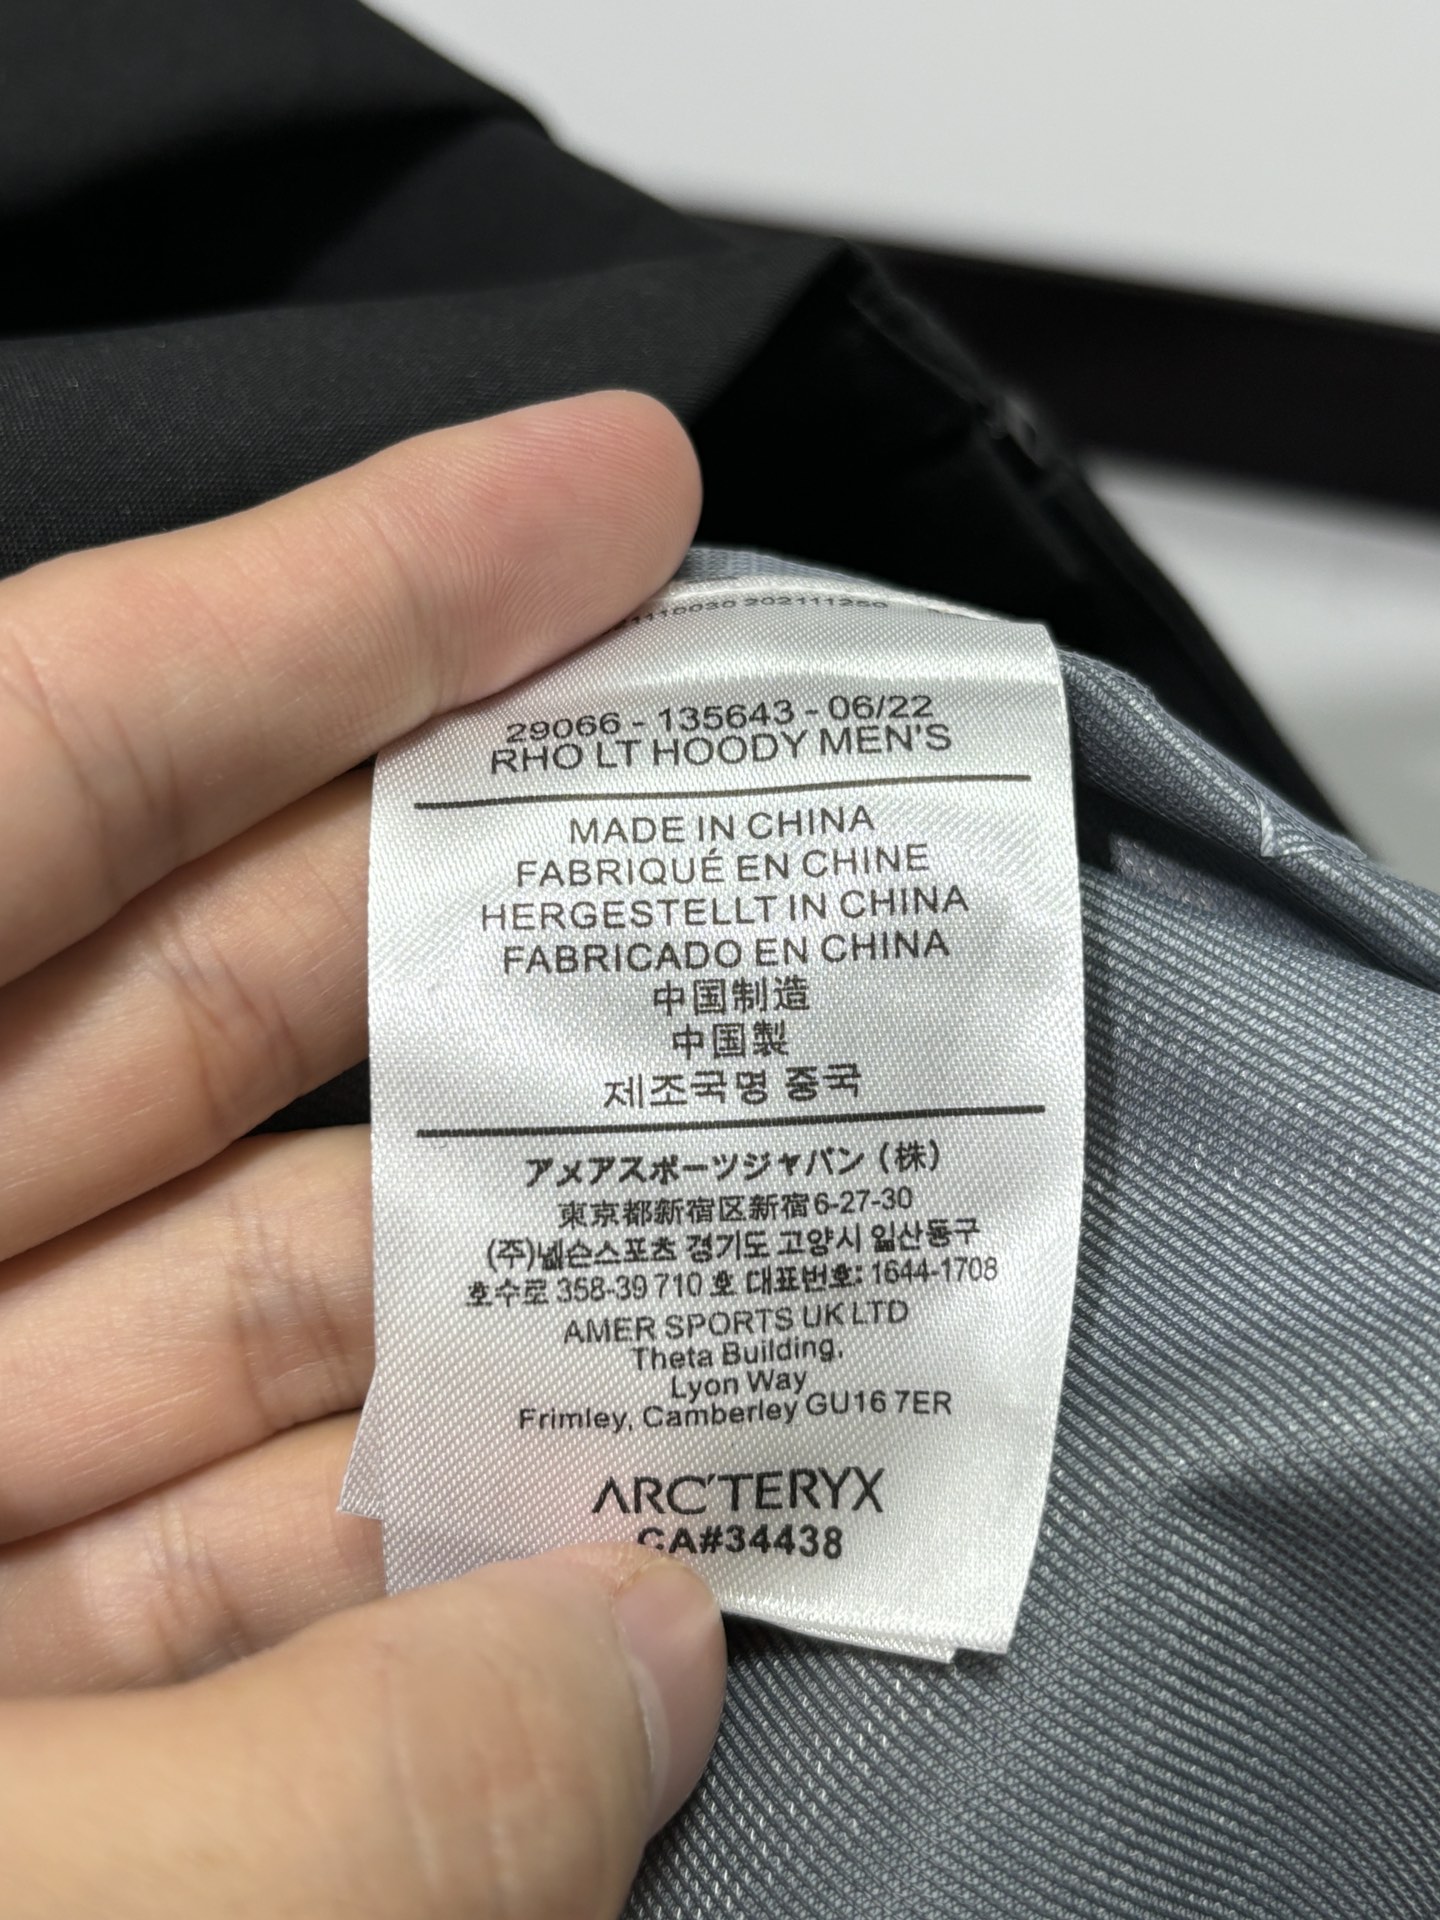 1110030 202111250
29066 - 135643 - 06/22
RHO LT HOODY MEN'S
MADE IN CHINA
FABRIQUÉ EN CHINE
HERGESTELLT IN CHINA
FABRICADO EN CHINA
中国制造
中国製
제조국명 중국
アメアスポーツジャパン（株）
東京都新宿区新宿6-27-30
(주)넬슨스포츠 경기도 고양시 일산동구
호수로 358-39 710 호 대표번호: 1644-1708
AMER SPORTS UK LTD
Theta Building,
Lyon Way
Frimley, Camberley GU16 7ER
ARC'TERYX
CA#34438